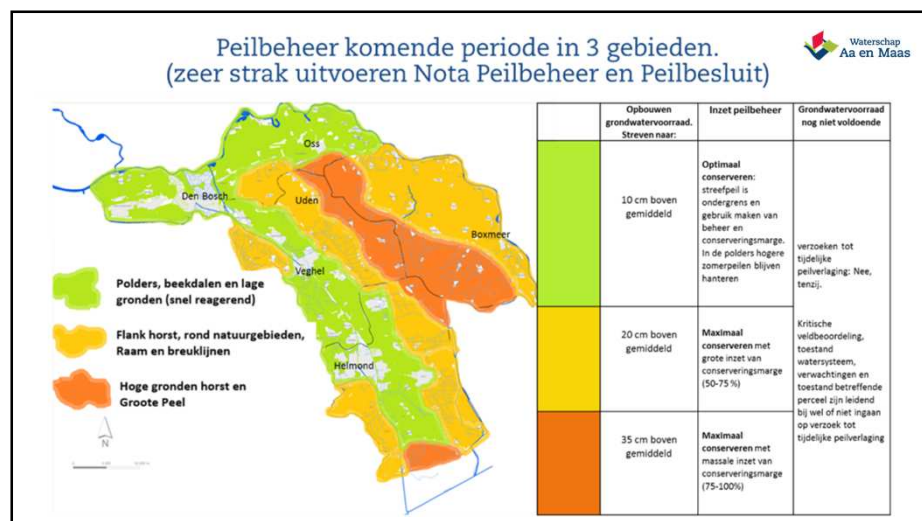 Peilbeheer komende periode in 3 gebieden.
(zeer strak uitvoeren Nota Peilbeheer en Peilbesluit)
Waterschap
Aa en Maas
Oss
Den Bosch
Uden
Boxmeer
Veghel
Helmond
Polders, beekdalen en lage
gronden (snel reagerend)
Flank horst, rond natuurgebieden,
Raam en breuklijnen
Hoge gronden horst en
Groote Peel
N
Opbouwen
grondwatervoorraad.
Streven naar:
Inzet peilbeheer
Grondwatervoorraad
nog niet voldoende
10 cm boven
gemiddeld
Optimaal
conserveren:
streefpeil is
ondergrens en
gebruik maken van
beheer en
conserveringsmarge.
In de polders hogere
zomerpeilen blijven
hanteren
20 cm boven
gemiddeld
Maximaal
conserveren met
grote inzet van
conserveringsmarge
(50-75 %)
35 cm boven
gemiddeld
Maximaal
conserveren met
massale inzet van
conserveringsmarge
(75-100%)
verzoeken tot
tijdelijke
peilverlaging: Nee,
tenzij.
Kritische
veldbeoordeling,
toestand
watersysteem,
verwachtingen en
toestand betreffende
perceel zijn leidend
bij wel of niet ingaan
op verzoek tot
tijdelijke peilverlaging